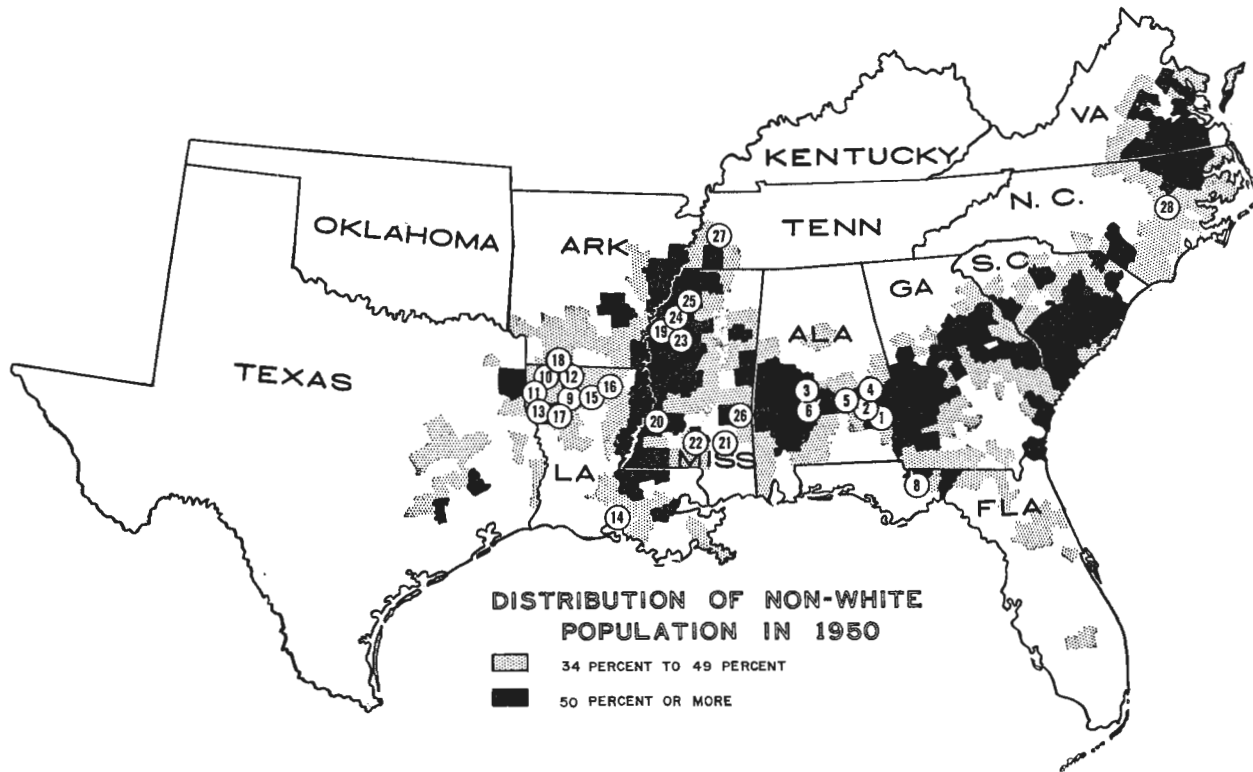 VA
KENTUCKY
N. C.
28
TENN
27
OKLAHOMA
ARK
S.C
GA
25
24
19
23
ALA
TEXAS
18
10
12
11
9
15
16
13
17
3
6
5
4
2
1
20
26
22
21
MISS
LA
8
FLA
14
DISTRIBUTION OF NON-WHITE
POPULATION IN 1950
34 PERCENT TO 49 PERCENT
50 PERCENT OR MORE